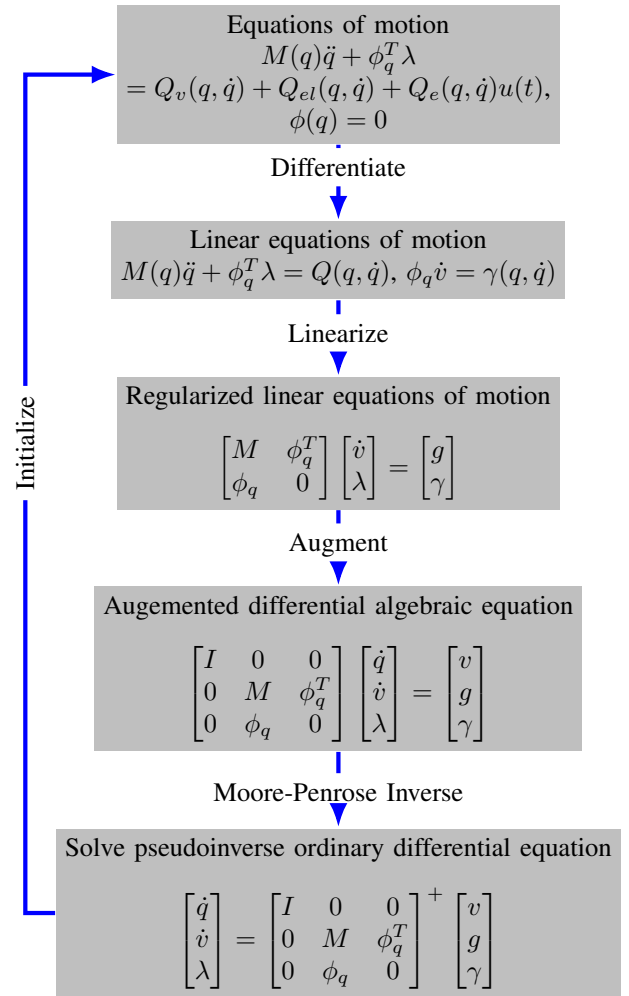 Equations of motion
M(q)q̈ + ϕ_q^T λ
= Q_v(q, q̇) + Q_{el}(q, q̇) + Q_e(q, q̇)u(t),
ϕ(q) = 0
Differentiate
Linear equations of motion
M(q)q̈ + ϕ_q^T λ = Q(q, q̇), ϕ_q v̇ = γ(q, q̇)
Linearize
Regularized linear equations of motion
[M ϕ_q^T] [v̇] = [g]
[ϕ_q 0] [λ] [γ]
Augment
Augemented differential algebraic equation
[I 0 0] [q̇] [v]
[0 M ϕ_q^T] [v̇] = [g]
[0 ϕ_q 0] [λ] [γ]
Moore-Penrose Inverse
Solve pseudoinverse ordinary differential equation
[q̇] [I 0 0]^+ [v]
[v̇] = [0 M ϕ_q^T] [g]
[λ] [0 ϕ_q 0] [γ]
Initialize